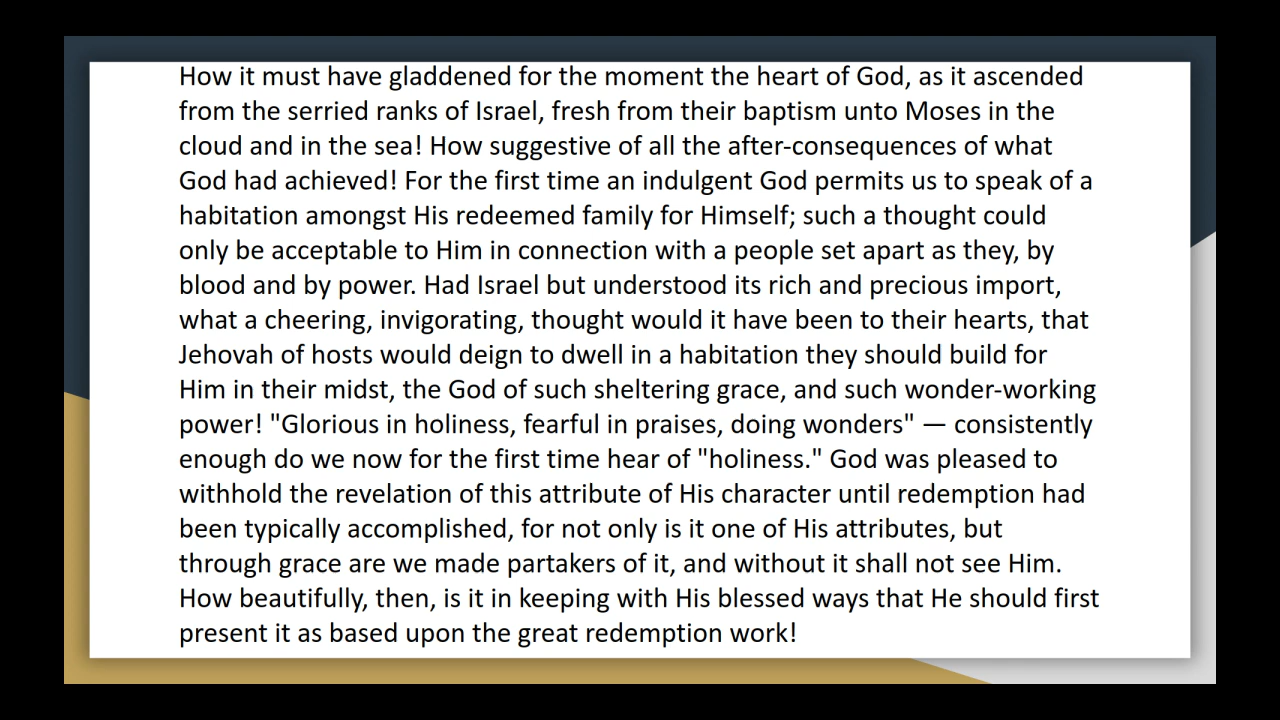 How it must have gladdened for the moment the heart of God, as it ascended
from the serried ranks of Israel, fresh from their baptism unto Moses in the
cloud and in the sea! How suggestive of all the after-consequences of what
God had achieved! For the first time an indulgent God permits us to speak of a
habitation amongst His redeemed family for Himself; such a thought could
only be acceptable to Him in connection with a people set apart as they, by
blood and by power. Had Israel but understood its rich and precious import,
what a cheering, invigorating, thought would it have been to their hearts, that
Jehovah of hosts would deign to dwell in a habitation they should build for
Him in their midst, the God of such sheltering grace, and such wonder-working
power! "Glorious in holiness, fearful in praises, doing wonders" — consistently
enough do we now for the first time hear of "holiness." God was pleased to
withhold the revelation of this attribute of His character until redemption had
been typically accomplished, for not only is it one of His attributes, but
through grace are we made partakers of it, and without it shall not see Him.
How beautifully, then, is it in keeping with His blessed ways that He should first
present it as based upon the great redemption work!